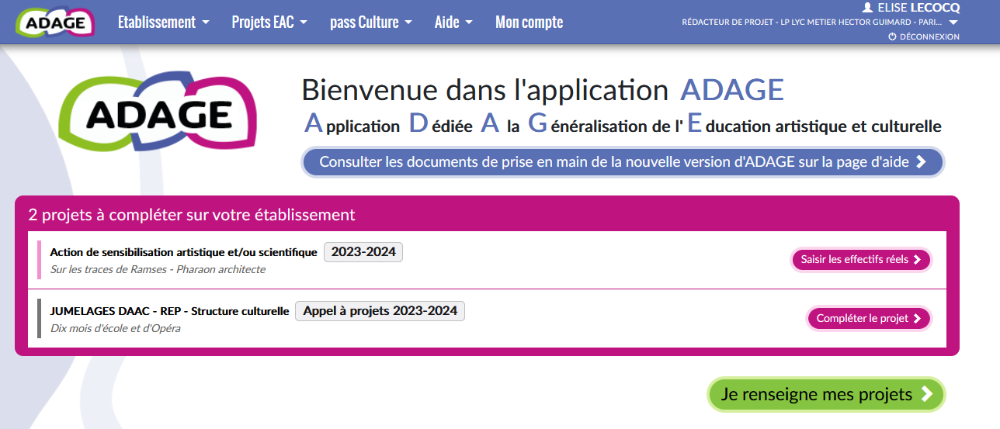 ADAGE Etablissement Projets EAC pass Culture Aide Mon compte
ELISE LECOCQ
RÉDACTEUR DE PROJET - LP LYC METIER HECTOR GUIMARD - PARI...
DÉCONNEXION
ADAGE
Bienvenue dans l'application ADAGE
Application Dédiée A la Généralisation de l'Education artistique et culturelle
Consulter les documents de prise en main de la nouvelle version d'ADAGE sur la page d'aide
2 projets à compléter sur votre établissement
Action de sensibilisation artistique et/ou scientifique 2023-2024
Sur les traces de Ramses - Pharaon architecte
Saisir les effectifs réels
JUMELAGES DAAC - REP - Structure culturelle Appel à projets 2023-2024
Dix mois d'école et d'Opéra
Compléter le projet
Je renseigne mes projets